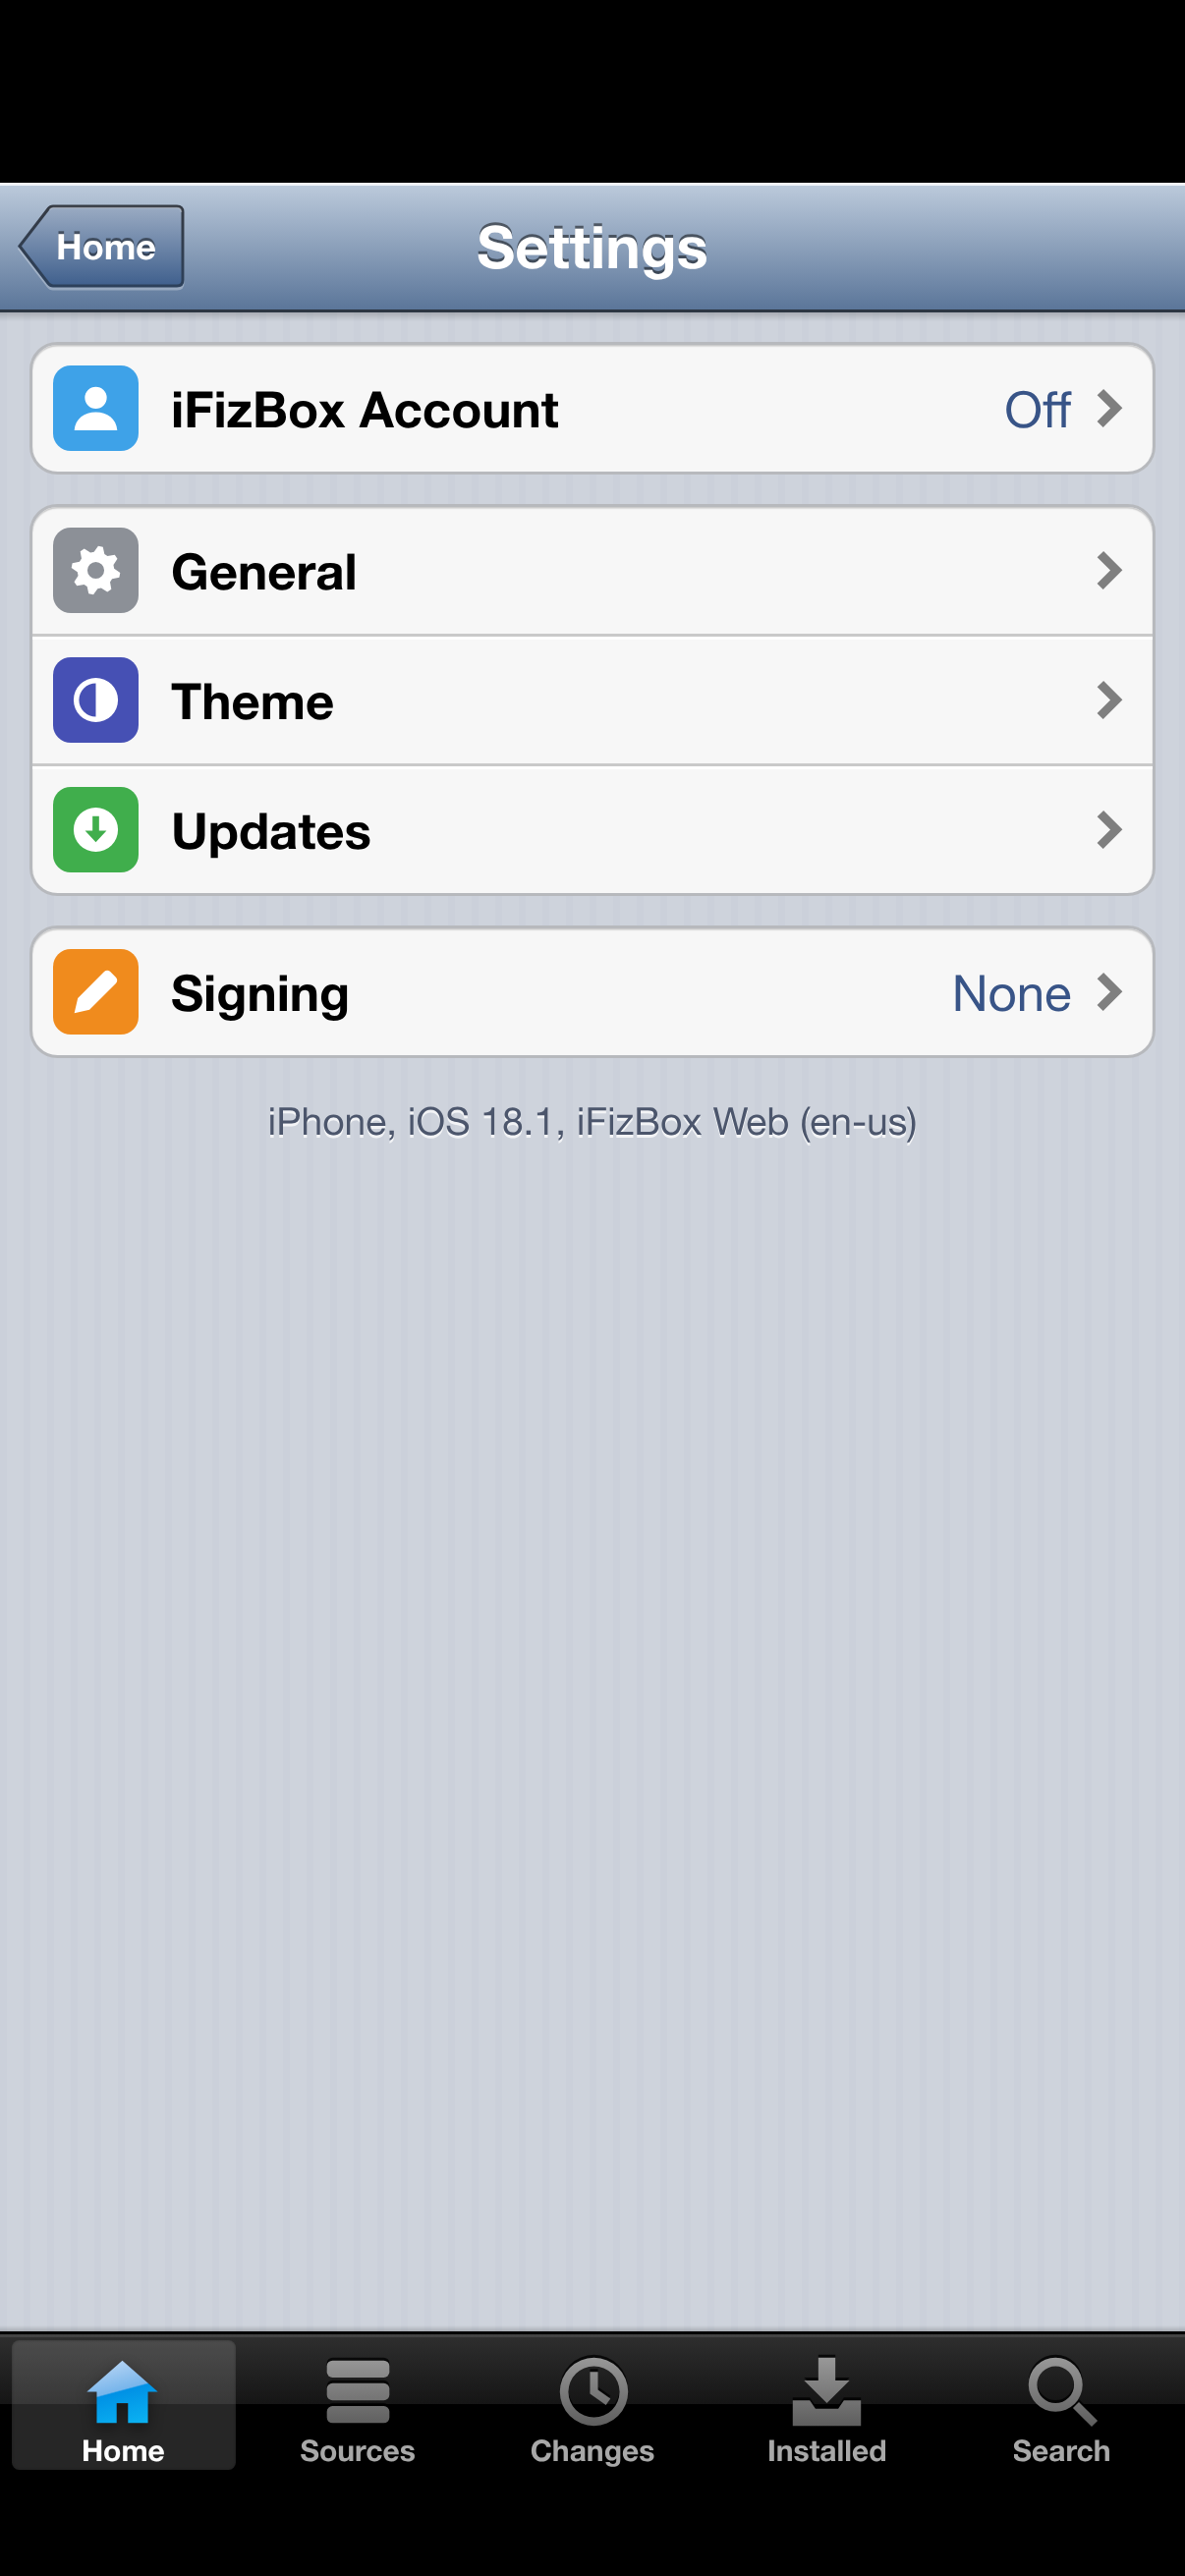 Home
Settings
iFizBox Account
Off
General
Theme
Updates
Signing
None
iPhone, iOS 18.1, iFizBox Web (en-us)
Home
Sources
Changes
Installed
Search